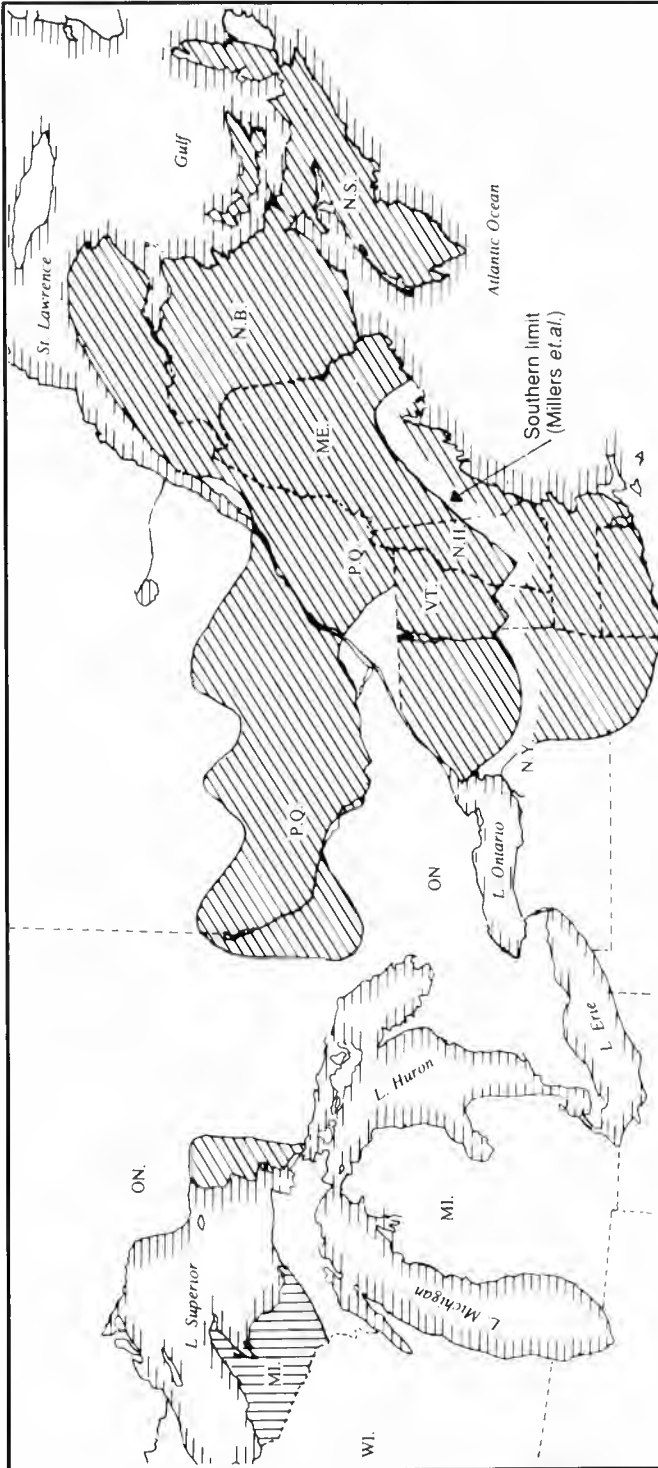 St. Lawrence
Gulf
N.B.
N.S.
ME.
Atlantic Ocean
Southern limit
(Millers et.al.)
P.Q.
VT.
N.H.
N.Y.
P.Q.
ON
L. Ontario
L. Erie
L. Huron
ON.
MI.
L. Superior
L. Michigan
MI.
WI.